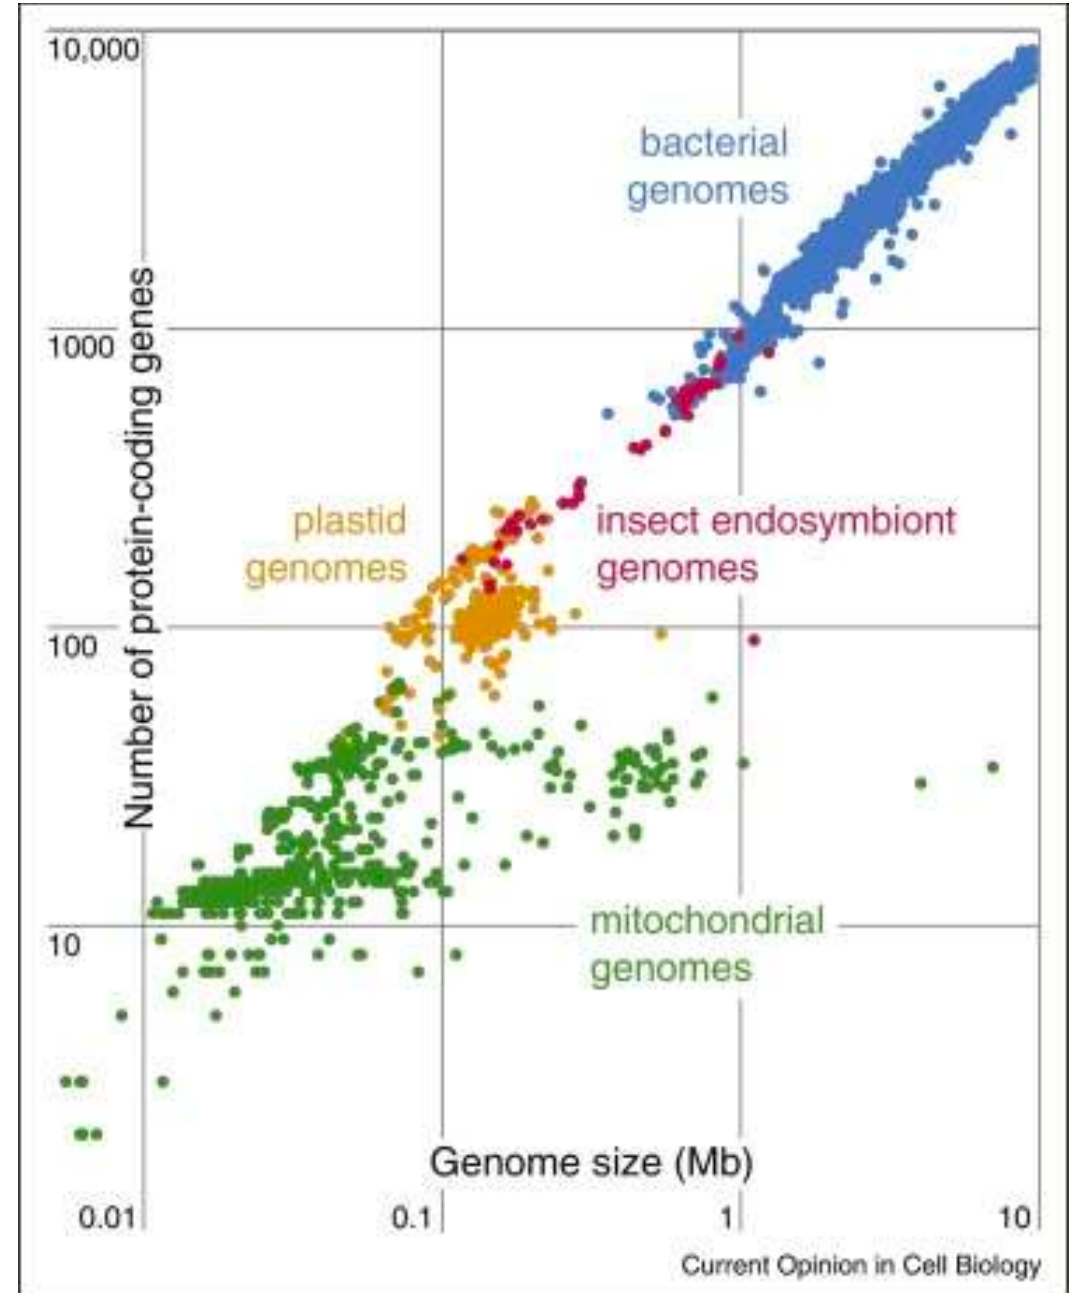 10,000
bacterial
genomes
Number of protein-coding genes
1000
plastid
genomes
insect endosymbiont
genomes
100
mitochondrial
genomes
10
Genome size (Mb)
0.01
0.1
1
10
Current Opinion in Cell Biology